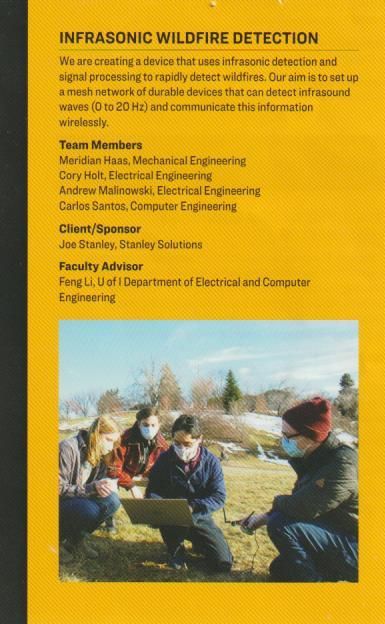 INFRASONIC WILDFIRE DETECTION
We are creating a device that uses infrasonic detection and
signal processing to rapidly detect wildfires. Our aim is to set up
a mesh network of durable devices that can detect infrasound
waves (0 to 20 Hz) and communicate this information
wirelessly.
Team Members
Meridian Haas, Mechanical Engineering
Cory Holt, Electrical Engineering
Andrew Malinowski, Electrical Engineering
Carlos Santos, Computer Engineering
Client/Sponsor
Joe Stanley, Stanley Solutions
Faculty Advisor
Feng Li, U of I Department of Electrical and Computer
Engineering